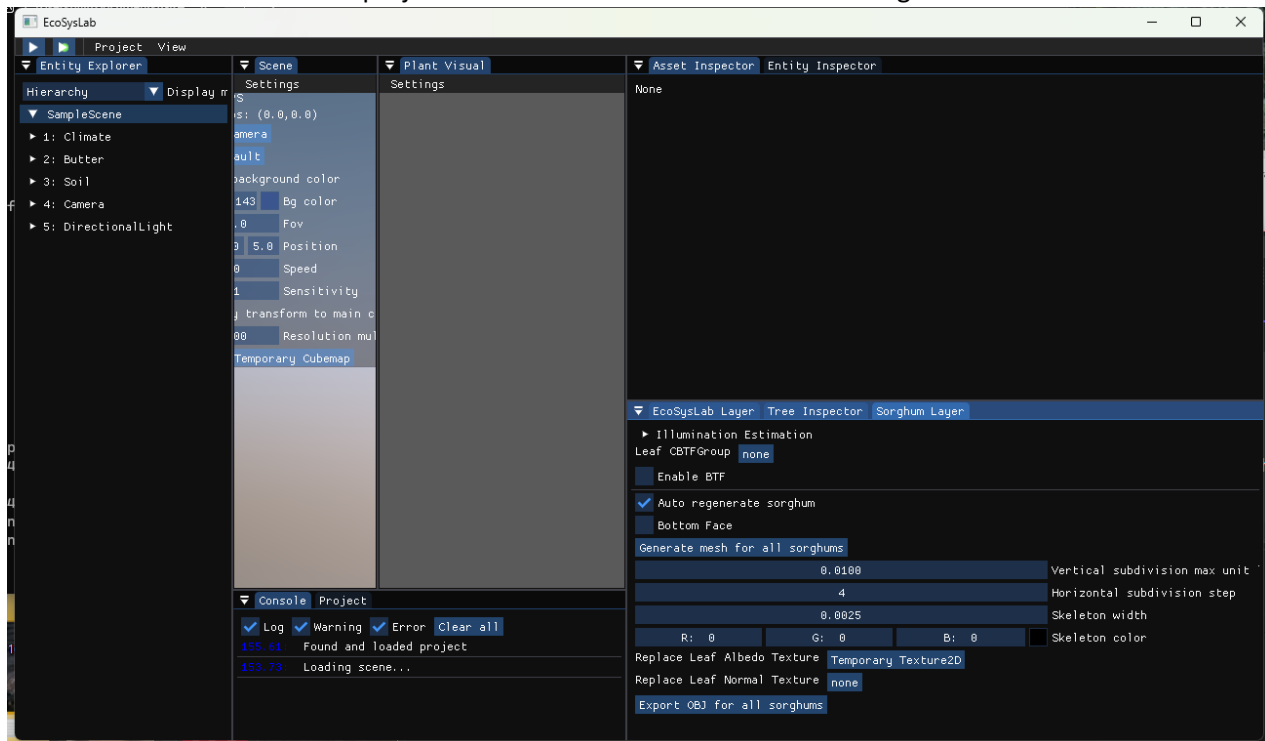 EcoSysLab
Project View
Entity Explorer
Hierarchy Display m
SampleScene
1: Climate
2: Butter
3: Soil
4: Camera
5: DirectionalLight
Scene
Settings
os: (0.0,0.0)
amera
ault
background color
143 Bg color
.0 Fov
0 5.0 Position
0 Speed
1 Sensitivity
y transform to main c
00 Resolution mul
Temporary Cubemap
Plant Visual
Settings
Console Project
Log Warning Error Clear all
Found and loaded project
Loading scene...
Asset Inspector Entity Inspector
None
EcoSysLab Layer Tree Inspector Sorghum Layer
Illumination Estimation
Leaf CBTFGroup none
Enable BTF
Auto regenerate sorghum
Bottom Face
Generate mesh for all sorghums
0.0100 Vertical subdivision max unit
4 Horizontal subdivision step
0.0025 Skeleton width
R: 0 G: 0 B: 0 Skeleton color
Replace Leaf Albedo Texture Temporary Texture2D
Replace Leaf Normal Texture none
Export OBJ for all sorghums